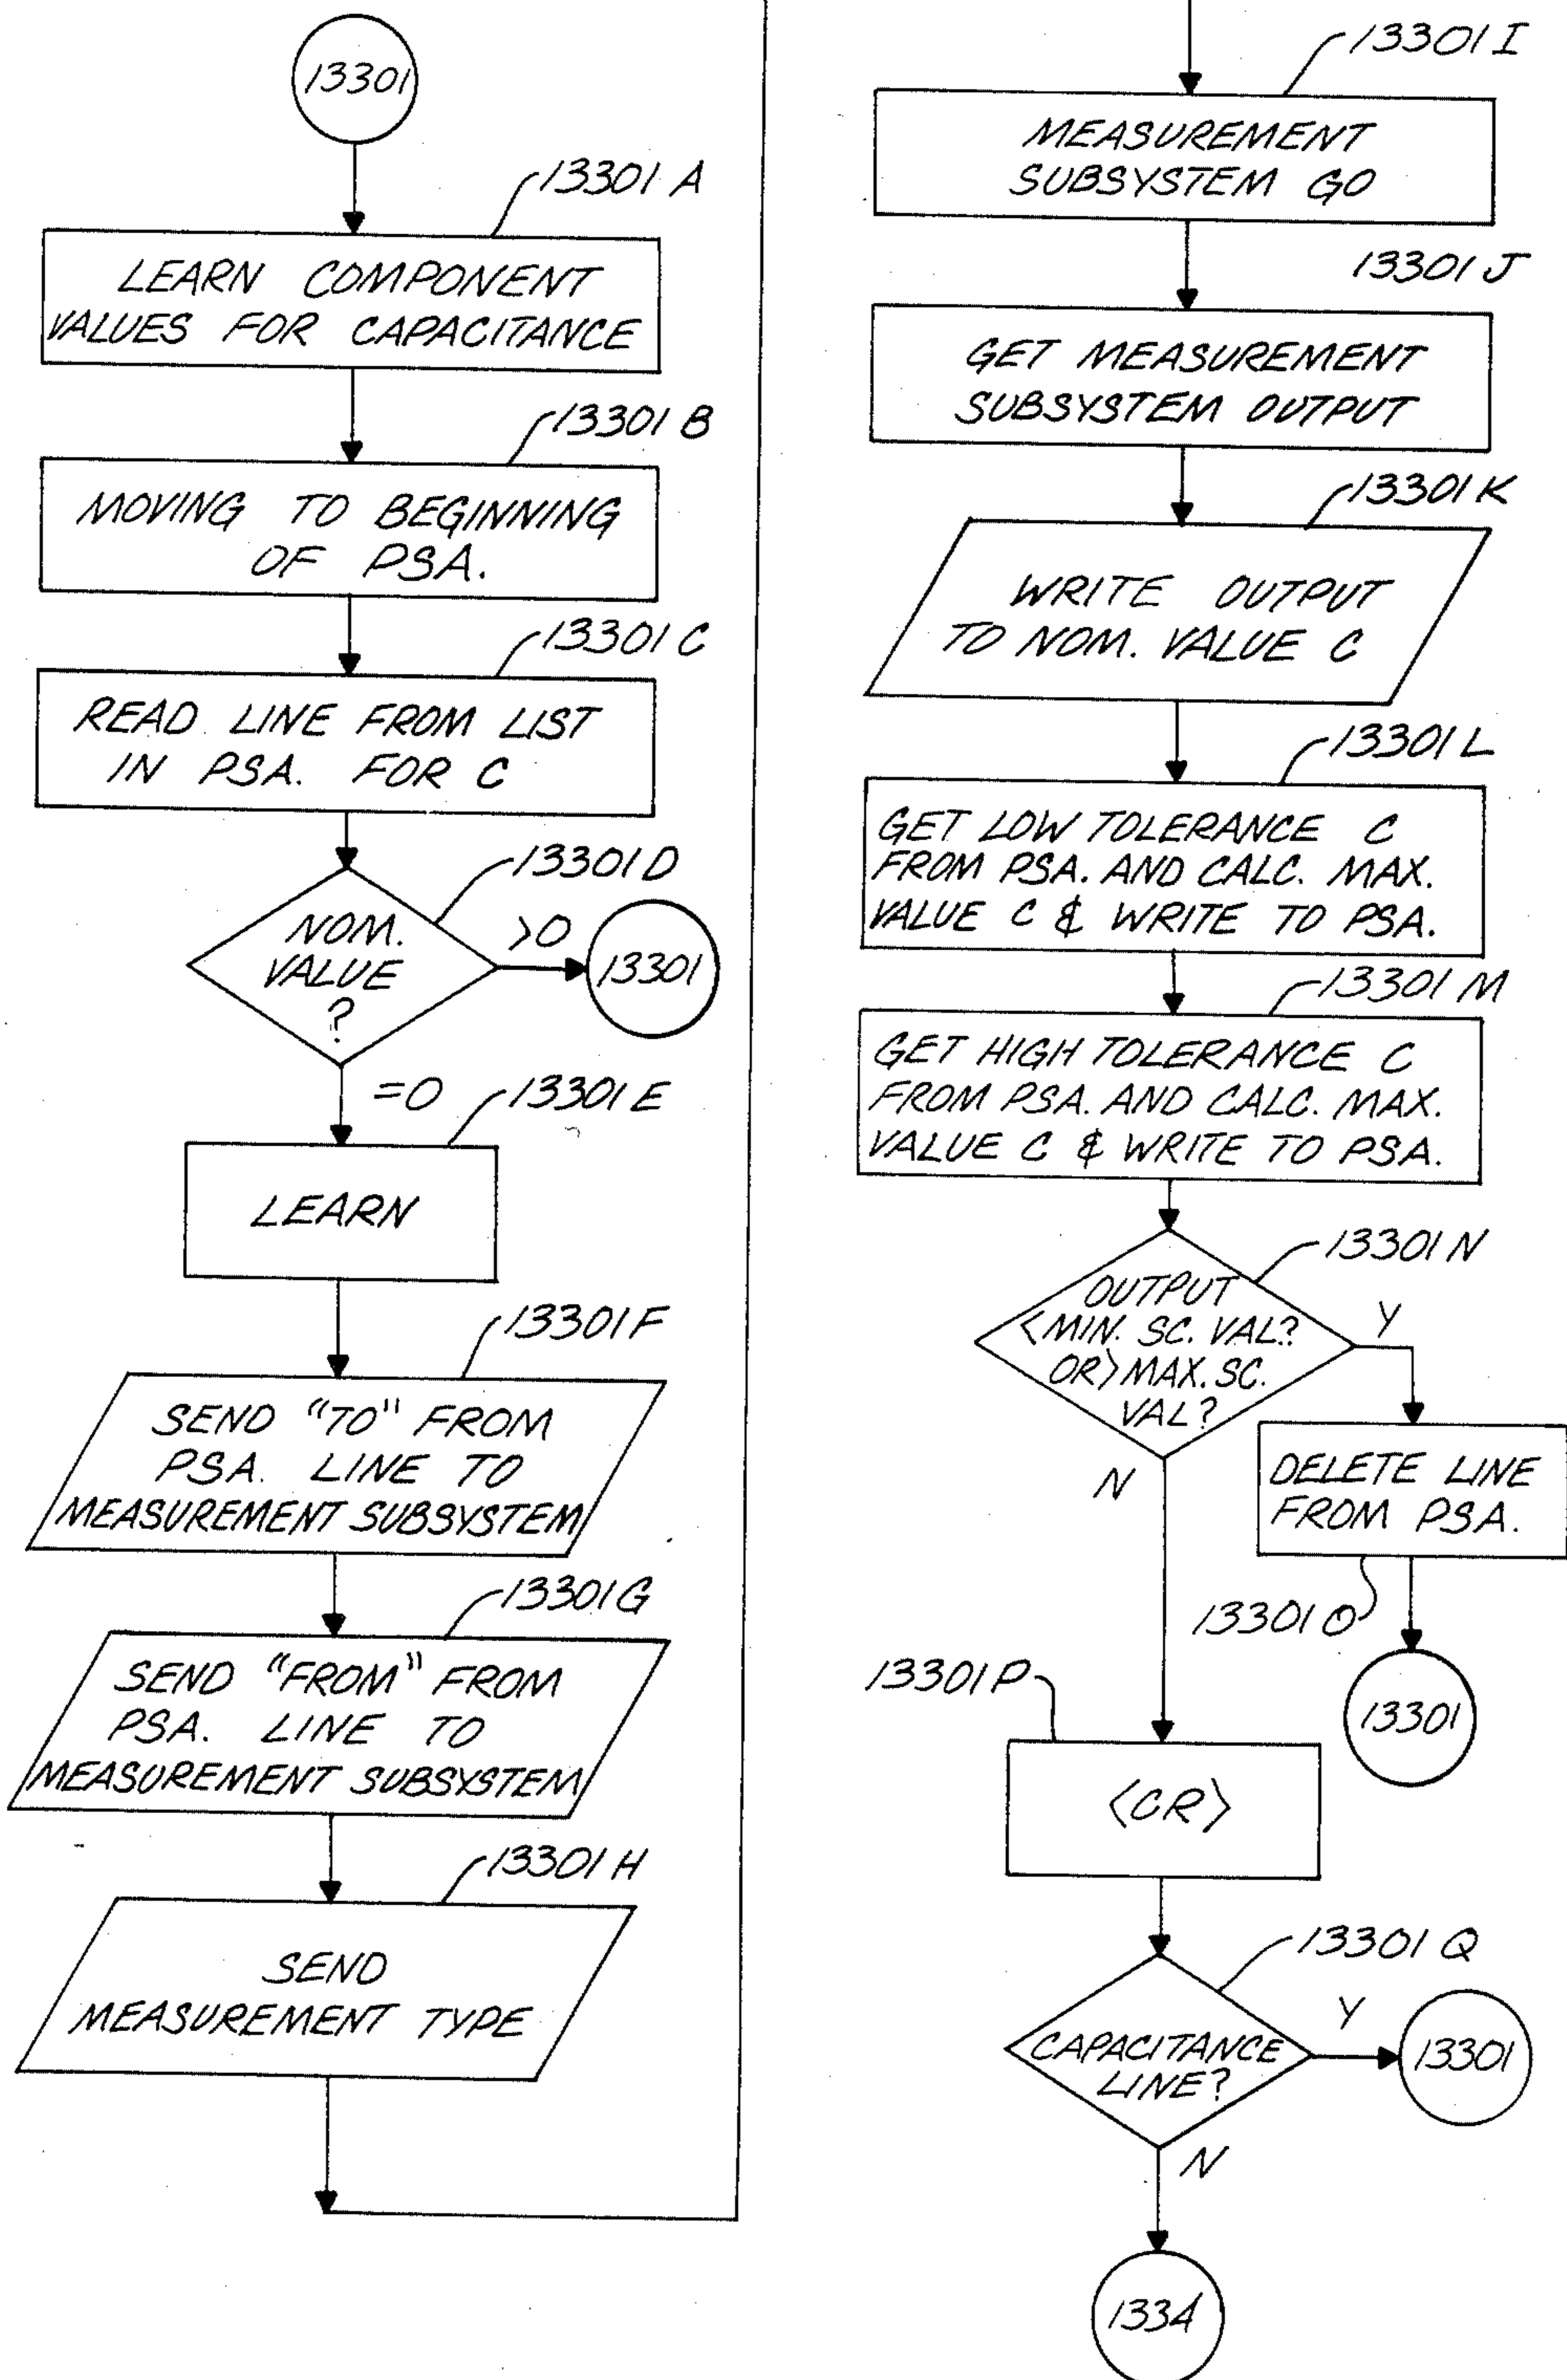 13301
13301 A
LEARN COMPONENT
VALUES FOR CAPACITANCE
13301 B
MOVING TO BEGINNING
OF PSA.
13301 C
READ LINE FROM LIST
IN PSA. FOR C
13301 D
NOM.
VALUE
?
>0
13301
=0
13301 E
LEARN
13301 F
SEND "TO" FROM
PSA. LINE TO
MEASUREMENT SUBSYSTEM
13301 G
SEND "FROM" FROM
PSA. LINE TO
MEASUREMENT SUBSYSTEM
13301 H
SEND
MEASUREMENT TYPE
13301 I
MEASUREMENT
SUBSYSTEM GO
13301 J
GET MEASUREMENT
SUBSYSTEM OUTPUT
13301 K
WRITE OUTPUT
TO NOM. VALUE C
13301 L
GET LOW TOLERANCE C
FROM PSA. AND CALC. MAX.
VALUE C & WRITE TO PSA.
13301 M
GET HIGH TOLERANCE C
FROM PSA. AND CALC. MAX.
VALUE C & WRITE TO PSA.
13301 N
OUTPUT
<MIN. SC. VAL?
OR>MAX. SC.
VAL?
Y
N
DELETE LINE
FROM PSA.
13301 O
13301
13301 P
<CR>
13301 Q
CAPACITANCE
LINE?
Y
13301
N
1334